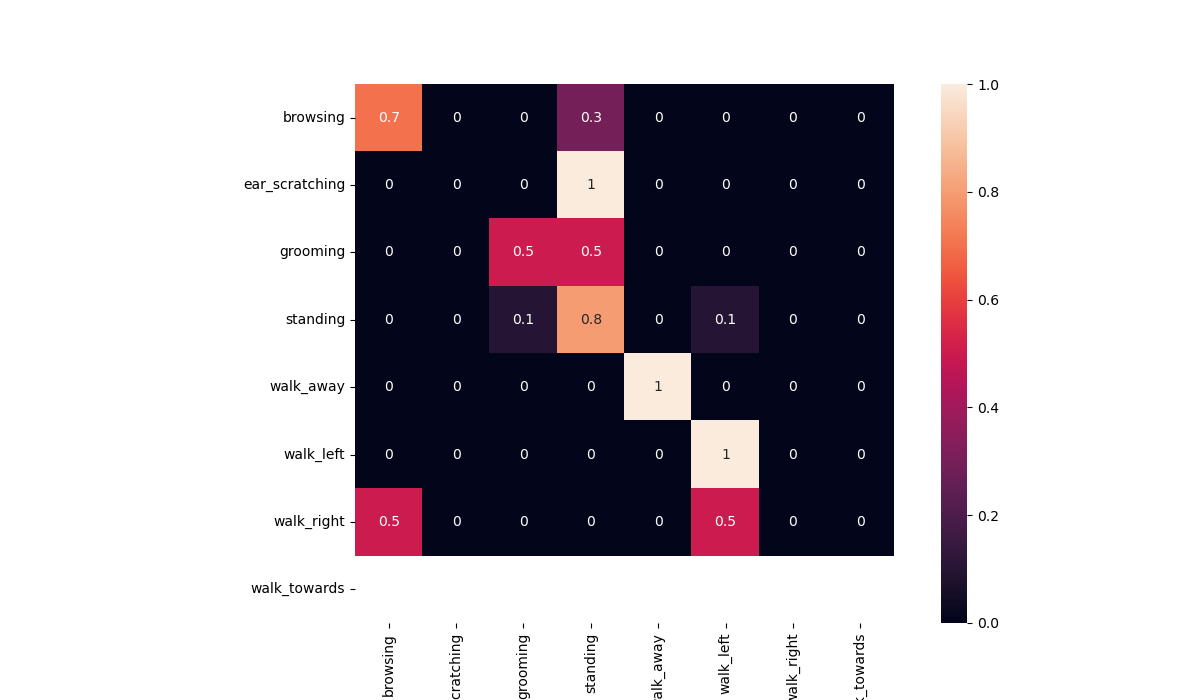 browsing 0.7 0 0 0.3 0 0 0 0
ear_scratching 0 0 0 1 0 0 0 0
grooming 0 0 0.5 0.5 0 0 0 0
standing 0 0 0.1 0.8 0 0.1 0 0
walk_away 0 0 0 0 1 0 0 0
walk_left 0 0 0 0 0 1 0 0
walk_right 0.5 0 0 0 0 0.5 0 0
walk_towards
browsing
cratching
grooming
standing
alk_away
walk_left
walk_right
_towards
1.0
0.8
0.6
0.4
0.2
0.0